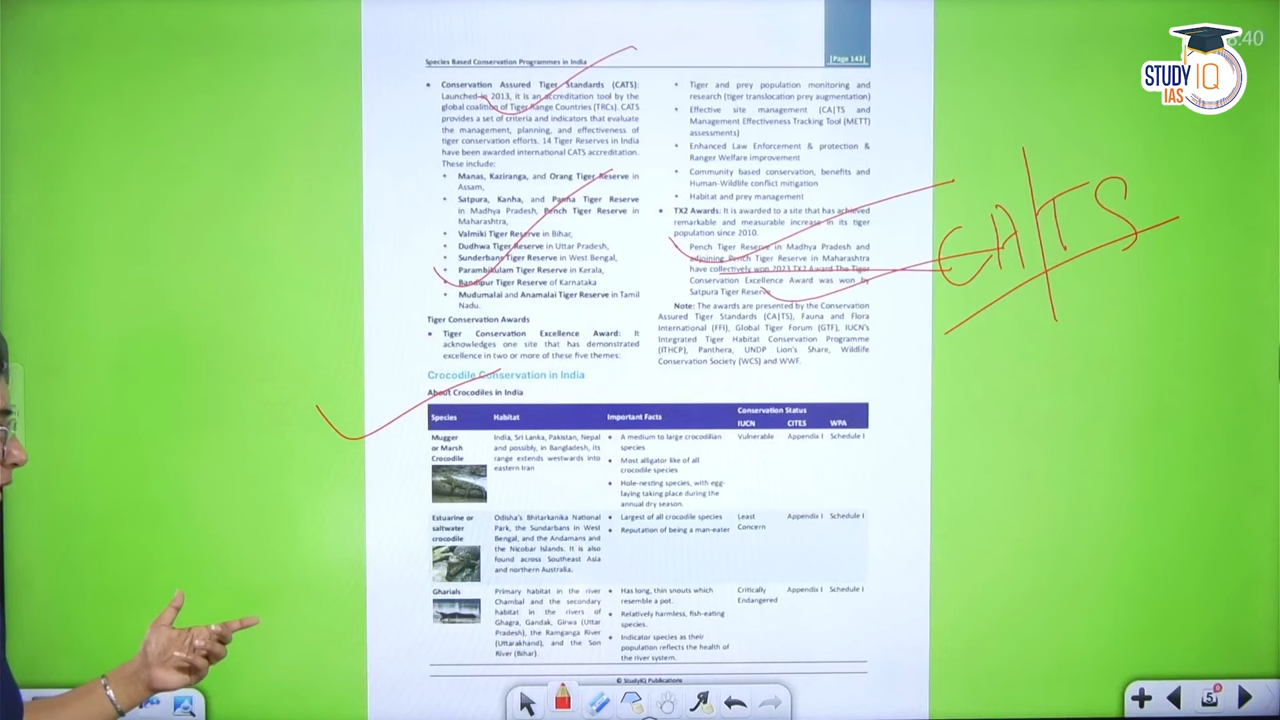 Species Based Conservation Programmes in India
|Page 143|
• Conservation Assured Tiger Standards (CATS):
Launched in 2013, it is an accreditation tool by the
global coalition of Tiger Range Countries (TRCs). CATS
provides a set of criteria and indicators that evaluate
the management, planning, and effectiveness of
tiger conservation efforts. 14 Tiger Reserves in India
have been awarded international CATS accreditation.
These include:
• Manas, Kaziranga, and Orang Tiger Reserve in
Assam,
• Satpura, Kanha, and Panna Tiger Reserve
in Madhya Pradesh, Pench Tiger Reserve in
Maharashtra,
• Valmiki Tiger Reserve in Bihar,
• Dudhwa Tiger Reserve in Uttar Pradesh,
• Sunderbans Tiger Reserve in West Bengal,
• Parambikulam Tiger Reserve in Kerala,
• Bandipur Tiger Reserve of Karnataka
• Mudumalai and Anamalai Tiger Reserve in Tamil
Nadu.
Tiger Conservation Awards
• Tiger Conservation Excellence Award: It
acknowledges one site that has demonstrated
excellence in two or more of these five themes:
• Tiger and prey population monitoring and
research (tiger translocation prey augmentation)
• Effective site management (CA|TS and
Management Effectiveness Tracking Tool (METT)
assessments)
• Enhanced Law Enforcement & protection &
Ranger Welfare improvement
• Community based conservation, benefits and
Human-Wildlife conflict mitigation
• Habitat and prey management
• TX2 Awards: It is awarded to a site that has achieved
remarkable and measurable increase in its tiger
population since 2010.
Pench Tiger Reserve in Madhya Pradesh and
adjoining Pench Tiger Reserve in Maharashtra
have collectively won 2023 TX2 Award The Tiger
Conservation Excellence Award was won by
Satpura Tiger Reserve
Note: The awards are presented by the Conservation
Assured Tiger Standards (CA|TS), Fauna and Flora
International (FFI), Global Tiger Forum (GTF), IUCN's
Integrated Tiger Habitat Conservation Programme
(ITHCP), Panthera, UNDP Lion's Share, Wildlife
Conservation Society (WCS) and WWF.
CA/TS
Crocodile Conservation in India
About Crocodiles in India
Species Habitat Important Facts Conservation Status
IUCN CITES WPA
Mugger
or Marsh
Crocodile
India, Sri Lanka, Pakistan, Nepal
and possibly, in Bangladesh, its
range extends westwards into
eastern Iran
• A medium to large crocodilian
species
• Most alligator like of all
crocodile species
• Hole-nesting species, with egg-
laying taking place during the
annual dry season.
Vulnerable Appendix I Schedule I
Estuarine or
saltwater
crocodile
Odisha's Bhitarkanika National
Park, the Sundarbans in West
Bengal, and the Andamans and
the Nicobar Islands. It is also
found across Southeast Asia
and northern Australia.
• Largest of all crocodile species
• Reputation of being a man-eater
Least
Concern
Appendix I Schedule I
Gharials
Primary habitat in the river
Chambal and the secondary
habitat in the rivers of
Ghagra, Gandak, Girwa (Uttar
Pradesh), the Ramganga River
(Uttarakhand), and the Son
River (Bihar).
• Has long, thin snouts which
resemble a pot.
• Relatively harmless, fish-eating
species.
• Indicator species as their
population reflects the health of
the river system.
Critically
Endangered
Appendix I Schedule I
© StudyIQ Publications
STUDY IQ
IAS
5